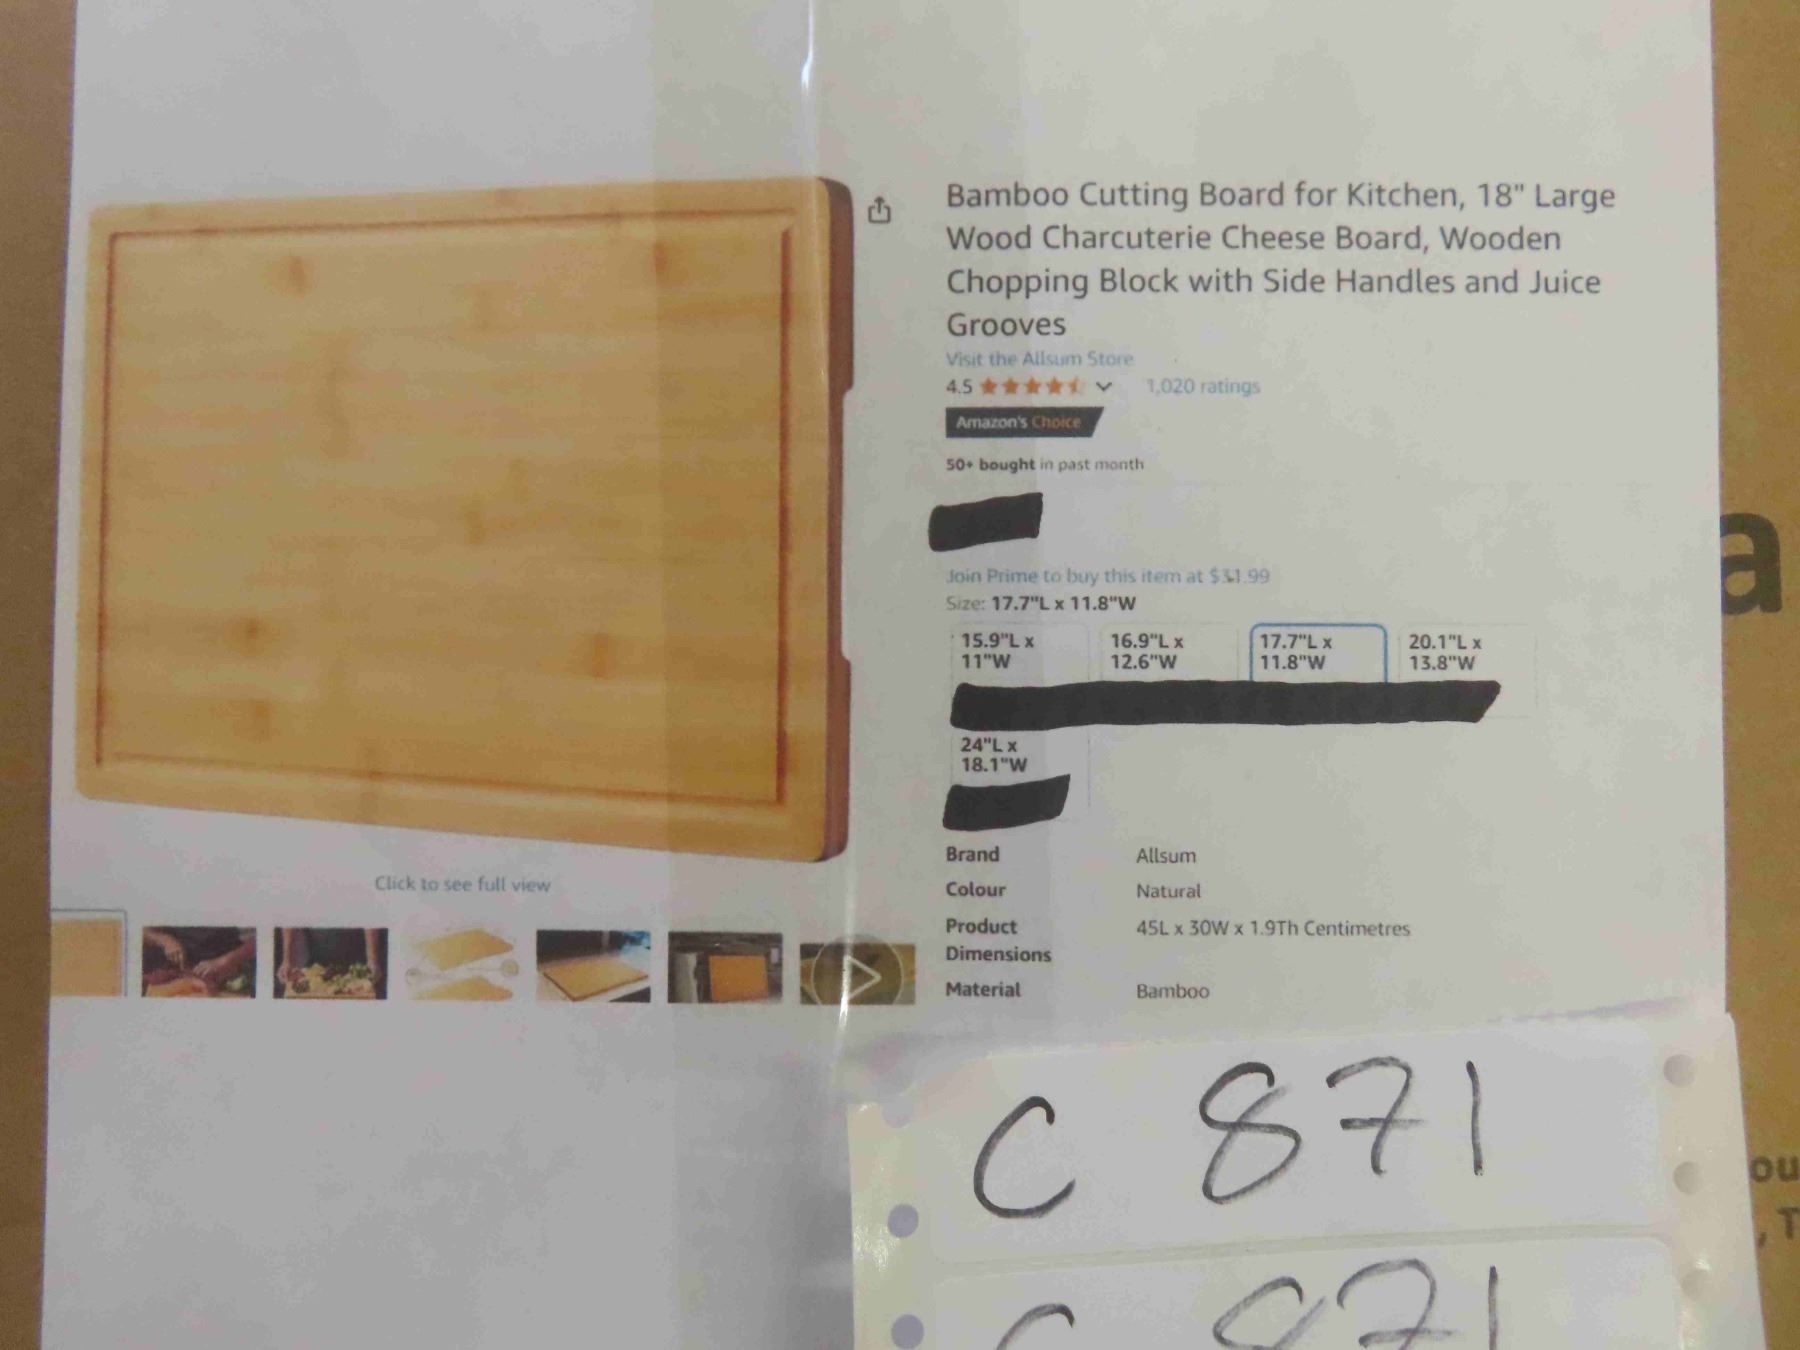 Bamboo Cutting Board for Kitchen, 18" Large
Wood Charcuterie Cheese Board, Wooden
Chopping Block with Side Handles and Juice
Grooves
Visit the Allsum Store
4.5
1,020 ratings
Amazon's Choice
50+ bought in past month
Join Prime to buy this item at $31.99
Size: 17.7"L x 11.8"W
15.9"L x
11"W
16.9"L x
12.6"W
17.7"L x
11.8"W
20.1"L x
13.8"W
24"L x
18.1"W
Brand Allsum
Colour Natural
Product Dimensions 45L x 30W x 1.9Th Centimetres
Material Bamboo
Click to see full view
C 871
C 871
a
ou
, T